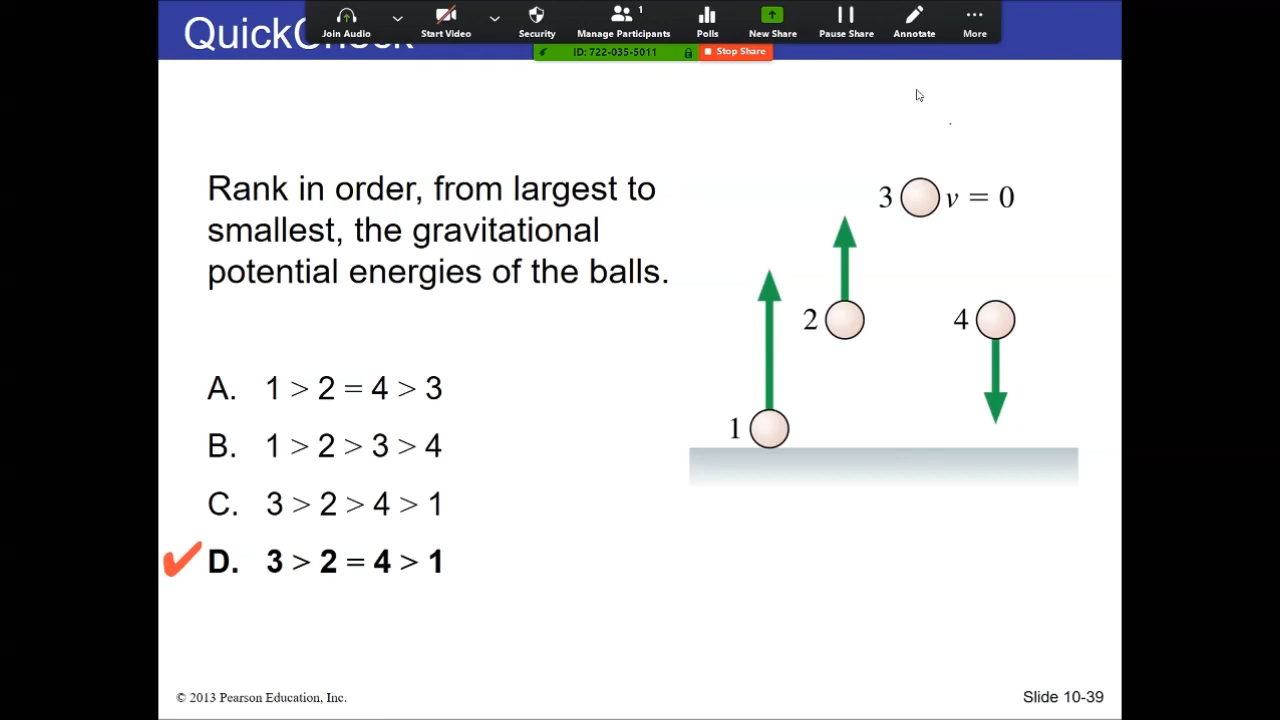 Join Audio
Start Video
Security
1
Manage Participants
Polls
New Share
Pause Share
Annotate
More
ID: 722-035-5011
Stop Share
Rank in order, from largest to
smallest, the gravitational
potential energies of the balls.
A. 1 > 2 = 4 > 3
B. 1 > 2 > 3 > 4
C. 3 > 2 > 4 > 1
D. 3 > 2 = 4 > 1
3 v = 0
2
4
1
© 2013 Pearson Education, Inc.
Slide 10-39